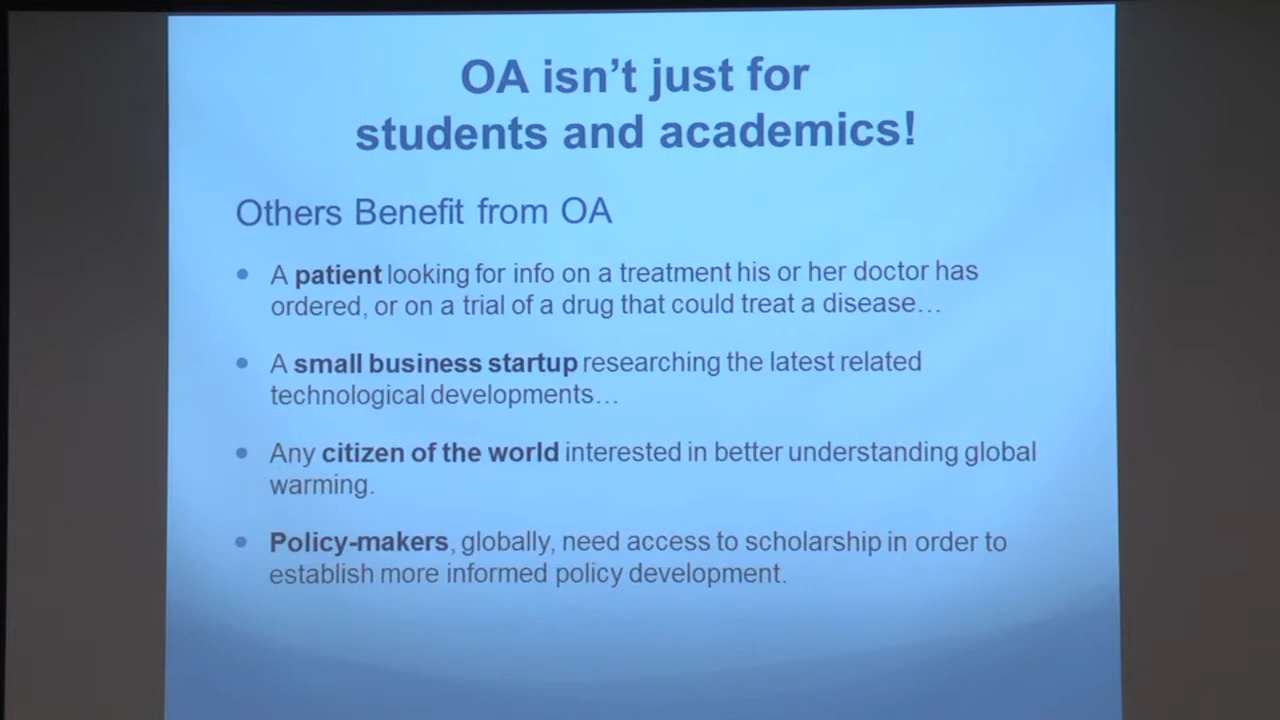 OA isn't just for
students and academics!
Others Benefit from OA
• A patient looking for info on a treatment his or her doctor has
ordered, or on a trial of a drug that could treat a disease…
• A small business startup researching the latest related
technological developments…
• Any citizen of the world interested in better understanding global
warming.
• Policy-makers, globally, need access to scholarship in order to
establish more informed policy development.